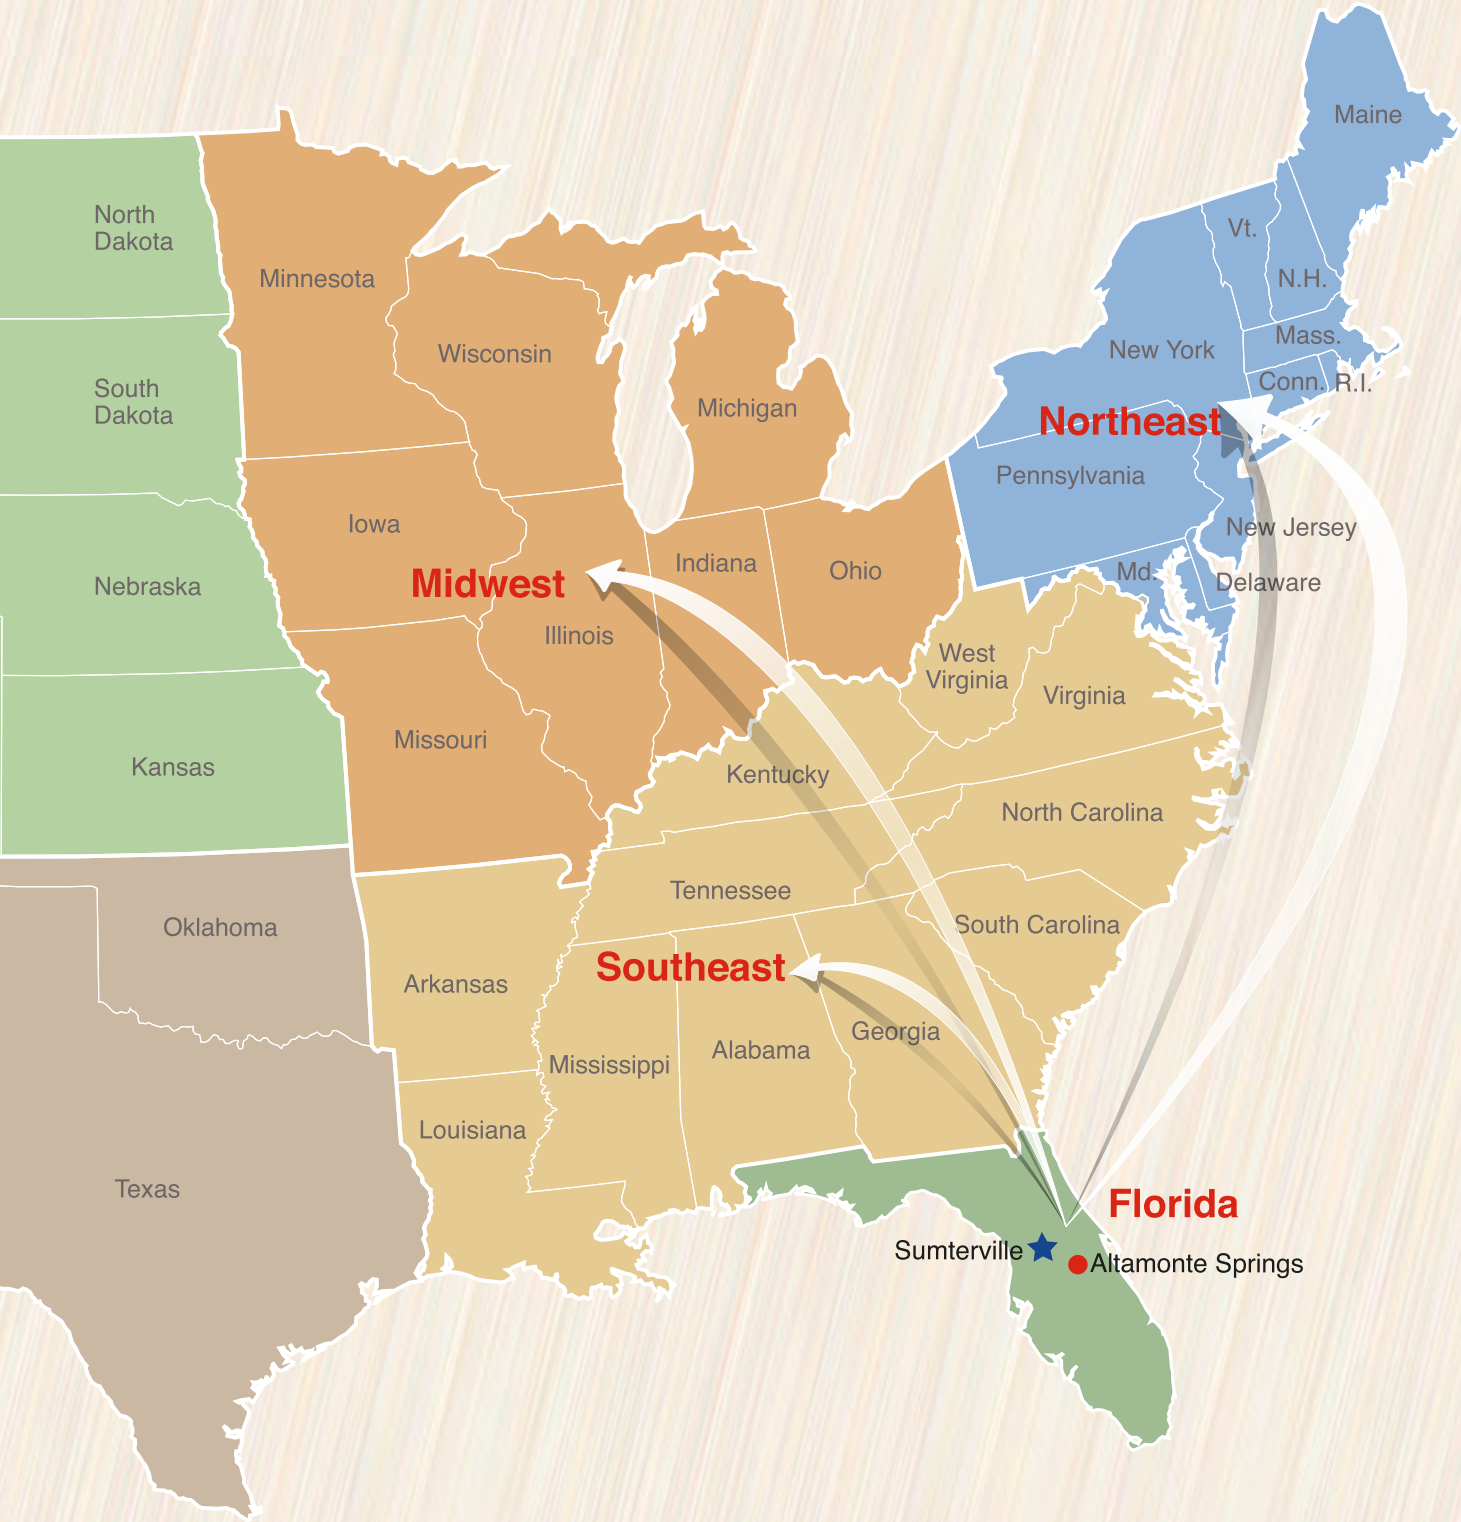 Maine
North
Dakota
Vt.
Minnesota
N.H.
Mass.
New York
Wisconsin
Conn.
R.I.
South
Dakota
Michigan
Northeast
Pennsylvania
Iowa
New Jersey
Indiana
Ohio
Md.
Delaware
Nebraska
Midwest
Illinois
West
Virginia
Virginia
Missouri
Kansas
Kentucky
North Carolina
Tennessee
Oklahoma
South Carolina
Southeast
Arkansas
Georgia
Alabama
Mississippi
Louisiana
Texas
Florida
Sumterville
Altamonte Springs